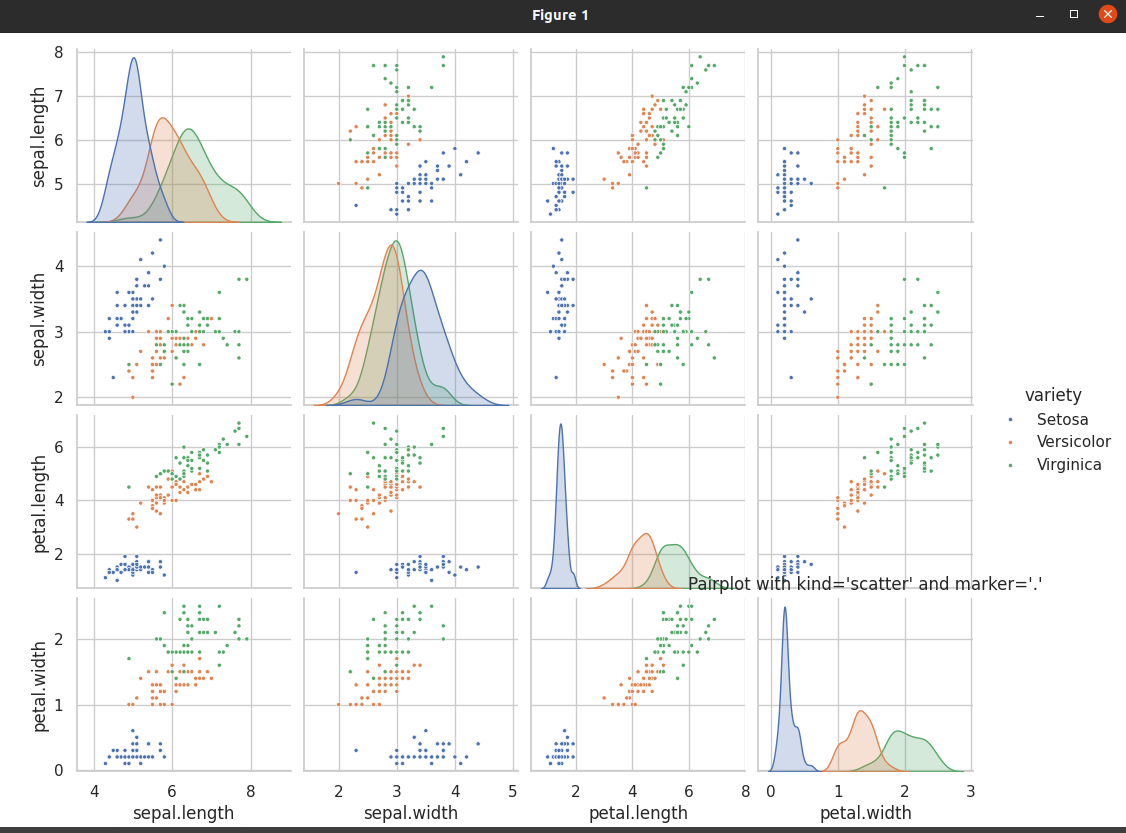 Figure 1
8
7
6
5
sepal.length
4
3
2
sepal.width
variety
Setosa
Versicolor
Virginica
6
4
2
petal.length
Pairplot with kind='scatter' and marker='.'
2
1
0
petal.width
4 6 8
2 3 4 5
2 4 6 8
0 1 2 3
sepal.length sepal.width petal.length petal.width